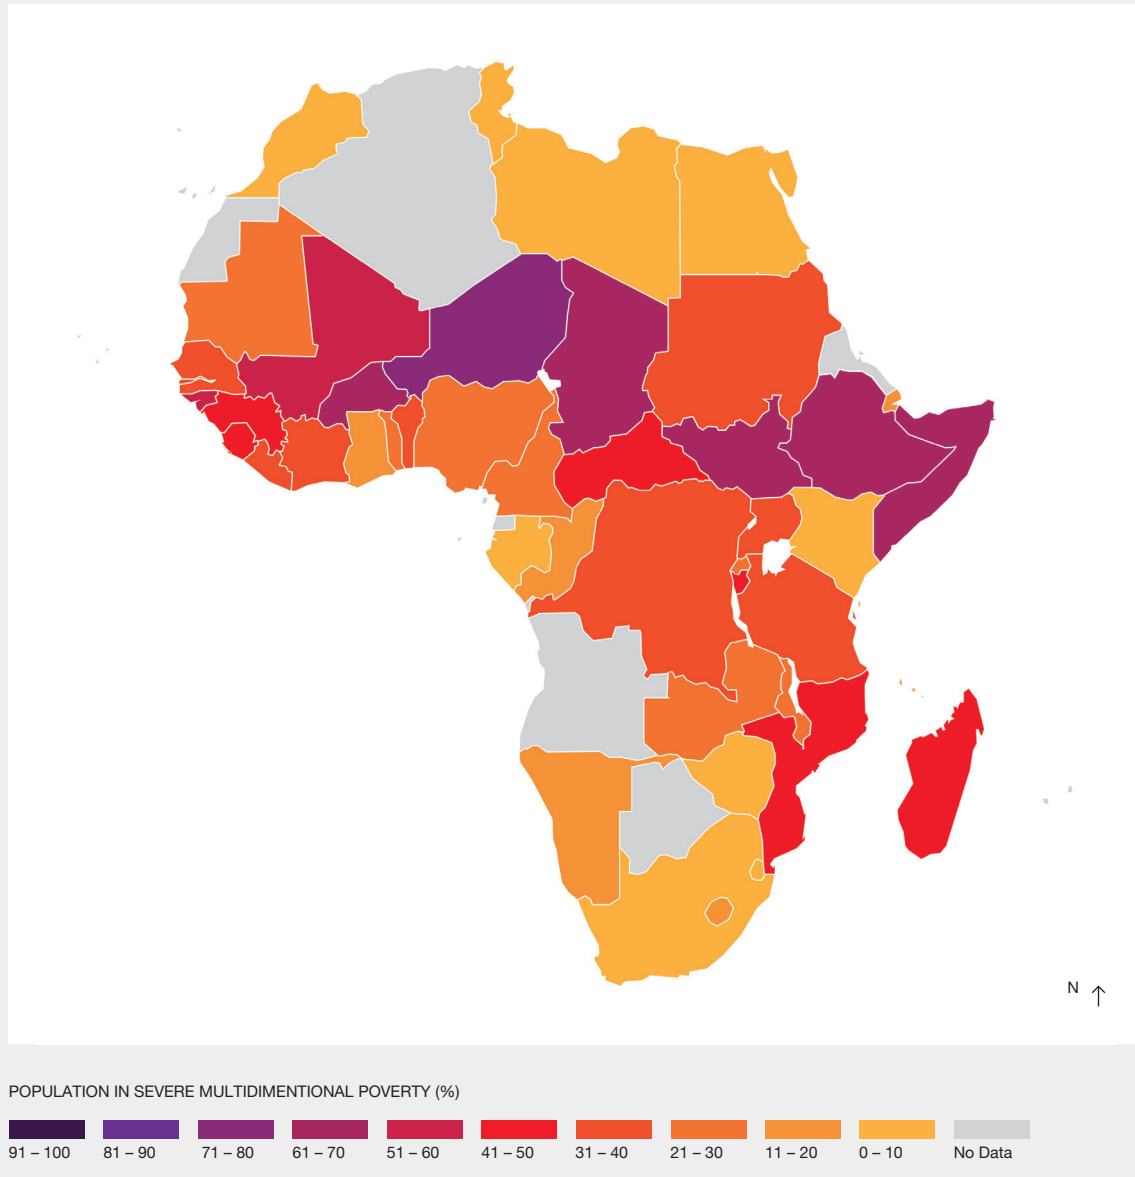 N
POPULATION IN SEVERE MULTIDIMENTIONAL POVERTY (%)
91 – 100 81 – 90 71 – 80 61 – 70 51 – 60 41 – 50 31 – 40 21 – 30 11 – 20 0 – 10 No Data